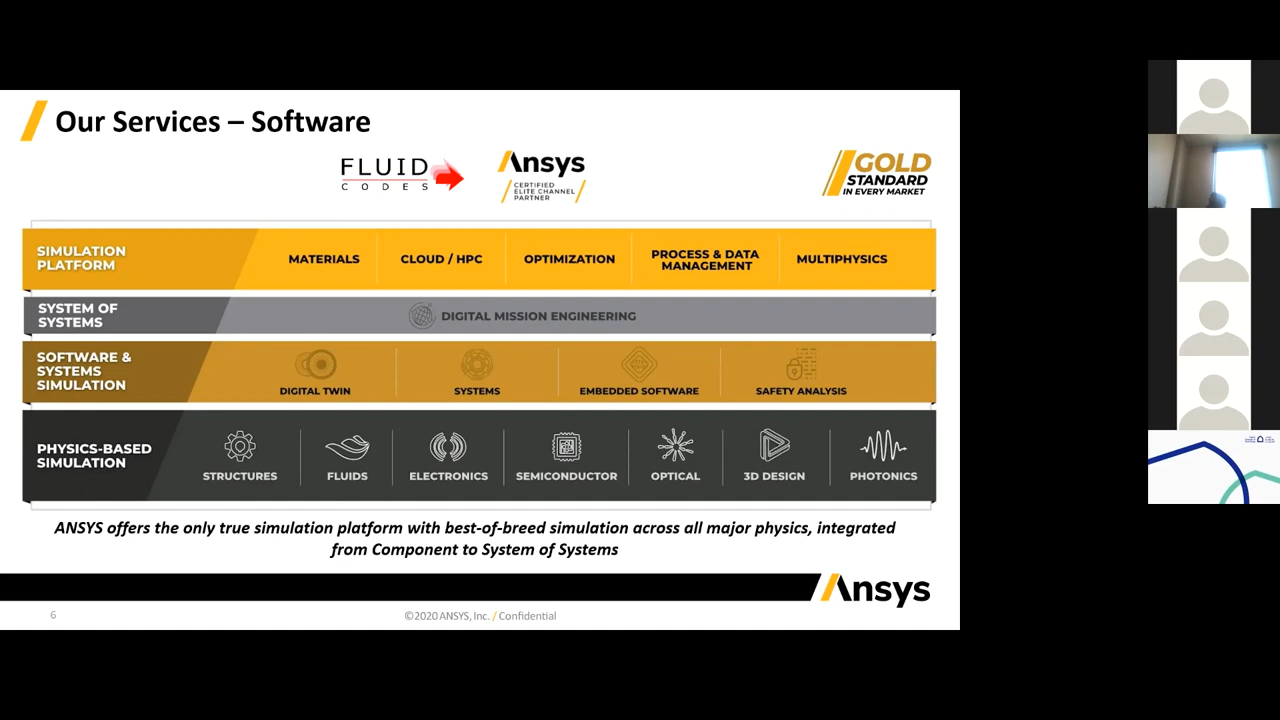 Our Services – Software
FLUID
CODES
Ansys
CERTIFIED
ELITE CHANNEL
PARTNER
GOLD
STANDARD
IN EVERY MARKET
SIMULATION
PLATFORM
MATERIALS
CLOUD / HPC
OPTIMIZATION
PROCESS & DATA
MANAGEMENT
MULTIPHYSICS
SYSTEM OF
SYSTEMS
DIGITAL MISSION ENGINEERING
SOFTWARE &
SYSTEMS
SIMULATION
DIGITAL TWIN
SYSTEMS
EMBEDDED SOFTWARE
SAFETY ANALYSIS
PHYSICS-BASED
SIMULATION
STRUCTURES
FLUIDS
ELECTRONICS
SEMICONDUCTOR
OPTICAL
3D DESIGN
PHOTONICS
ANSYS offers the only true simulation platform with best-of-breed simulation across all major physics, integrated
from Component to System of Systems
Ansys
6
©2020 ANSYS, Inc. / Confidential